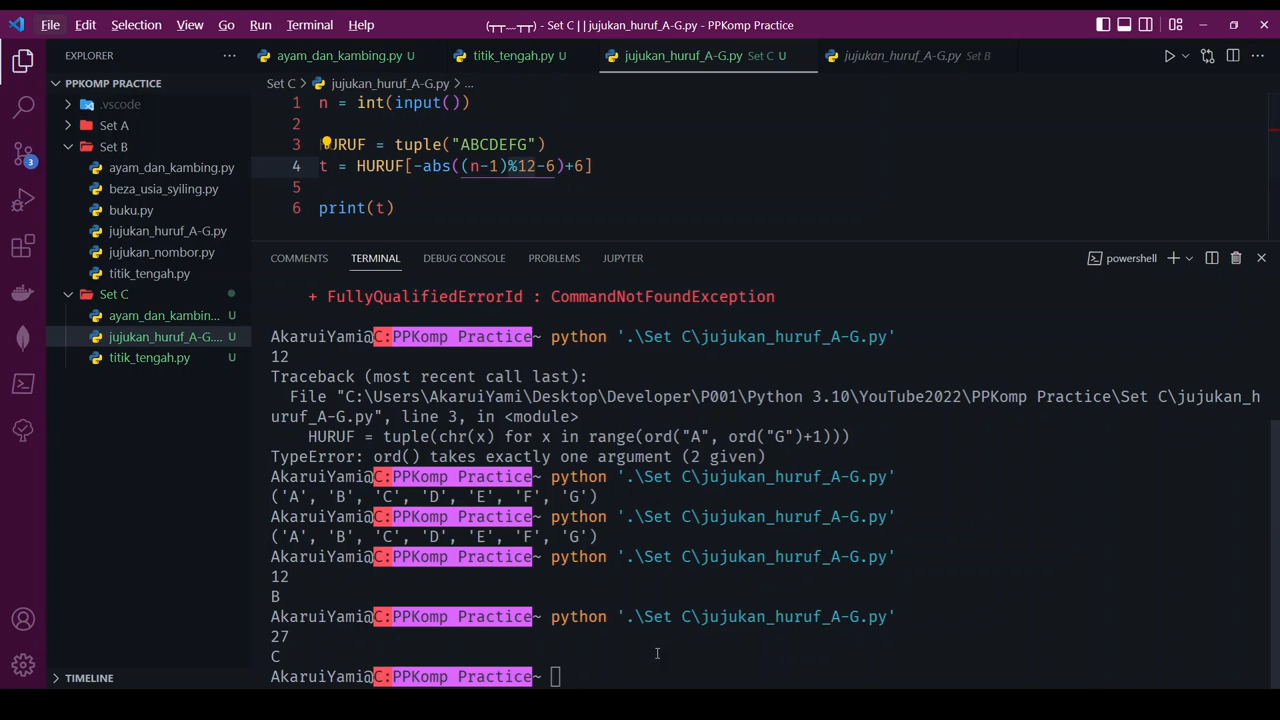 File Edit Selection View Go Run Terminal Help (┬┬﹏┬┬) - Set C || jujukan_huruf_A-G.py - PPKomp Practice
EXPLORER ··· ayam_dan_kambing.py U titik_tengah.py U jujukan_huruf_A-G.py Set C U jujukan_huruf_A-G.py Set B
PPKOMP PRACTICE
Set C > jujukan_huruf_A-G.py > ...
.vscode
Set A
Set B
ayam_dan_kambing.py
beza_usia_syiling.py
buku.py
jujukan_huruf_A-G.py
jujukan_nombor.py
titik_tengah.py
Set C
ayam_dan_kambin... U
jujukan_huruf_A-G.... U
titik_tengah.py U
TIMELINE
3
1 n = int(input())
2
3 HURUF = tuple("ABCDEFG")
4 t = HURUF[-abs((n-1)%12-6)+6]
5
6 print(t)
COMMENTS TERMINAL DEBUG CONSOLE PROBLEMS JUPYTER powershell
+ FullyQualifiedErrorId : CommandNotFoundException
AkaruiYami@C:PPKomp Practice~ python '.\Set C\jujukan_huruf_A-G.py'
12
Traceback (most recent call last):
File "C:\Users\AkaruiYami\Desktop\Developer\P001\Python 3.10\YouTube2022\PPKomp Practice\Set C\jujukan_h
uruf_A-G.py", line 3, in <module>
HURUF = tuple(chr(x) for x in range(ord("A", ord("G")+1)))
TypeError: ord() takes exactly one argument (2 given)
AkaruiYami@C:PPKomp Practice~ python '.\Set C\jujukan_huruf_A-G.py'
('A', 'B', 'C', 'D', 'E', 'F', 'G')
AkaruiYami@C:PPKomp Practice~ python '.\Set C\jujukan_huruf_A-G.py'
('A', 'B', 'C', 'D', 'E', 'F', 'G')
AkaruiYami@C:PPKomp Practice~ python '.\Set C\jujukan_huruf_A-G.py'
12
B
AkaruiYami@C:PPKomp Practice~ python '.\Set C\jujukan_huruf_A-G.py'
27
C
AkaruiYami@C:PPKomp Practice~